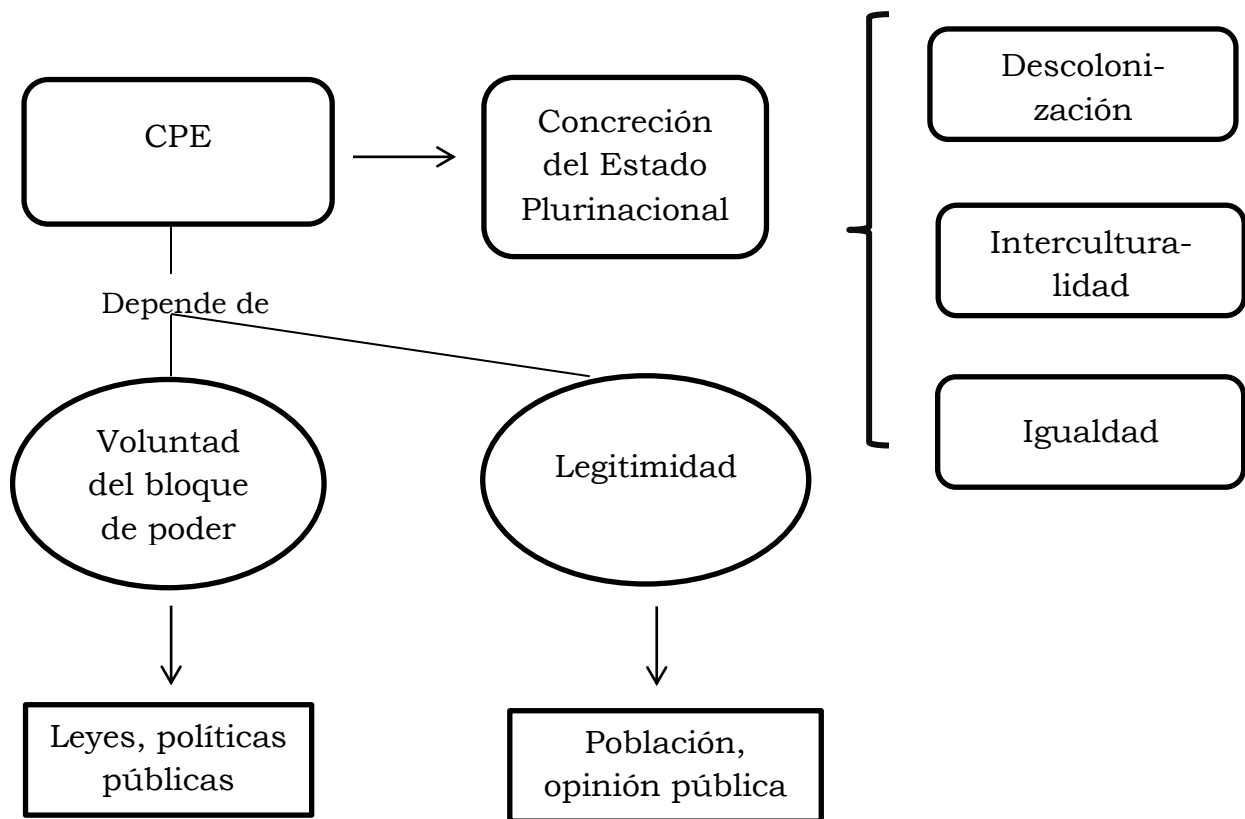 CPE
Concreción
del Estado
Plurinacional
Descoloni-
zación
Intercultura-
lidad
Igualdad
Depende de
Voluntad
del bloque
de poder
Legitimidad
Leyes, políticas
públicas
Población,
opinión pública